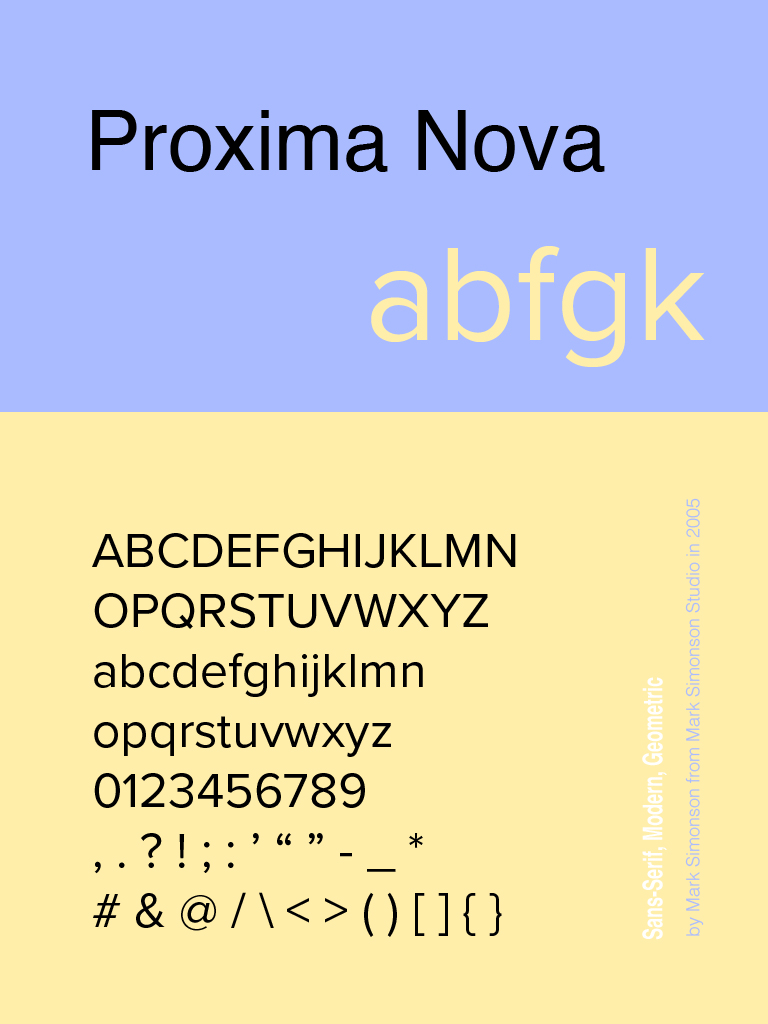 Proxima Nova
abfgk
ABCDEFGHIJKLMN
OPQRSTUVWXYZ
abcdefghijklmn
opqrstuvwxyz
0123456789
, . ? ! ; : ’ “ ” - _ *
# & @ / \ < > ( ) [ ] { }
Sans-Serif, Modern, Geometric
by Mark Simonson from Mark Simonson Studio in 2005